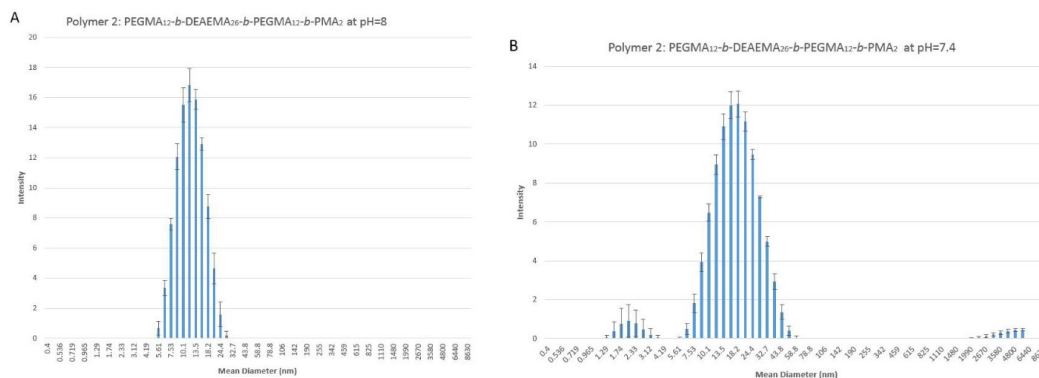 A
Polymer 2: PEGMA₁₂-b-DEAEMA₂₆-b-PEGMA₁₂-b-PMA₂ at pH=8
20
18
16
14
12
10
8
6
4
2
0
Intensity
0.4 0.536 0.719 0.965 1.29 1.74 2.33 3.12 4.19 5.61 7.53 10.1 13.5 18.2 24.4 32.7 43.8 58.8 78.8 106 142 190 255 342 459 615 825 1110 1480 1990 2670 3580 4800 6440 8630
Mean Diameter (nm)
B
Polymer 2: PEGMA₁₂-b-DEAEMA₂₆-b-PEGMA₁₂-b-PMA₂ at pH=7.4
14
12
10
8
6
4
2
0
Intensity
0.4 0.536 0.719 0.965 1.29 1.74 2.33 3.12 4.19 5.61 7.53 10.1 13.5 18.2 24.4 32.7 43.8 58.8 78.8 106 142 190 255 342 459 615 825 1110 1480 1990 2670 3580 4800 6440
Mean Diameter (nm)